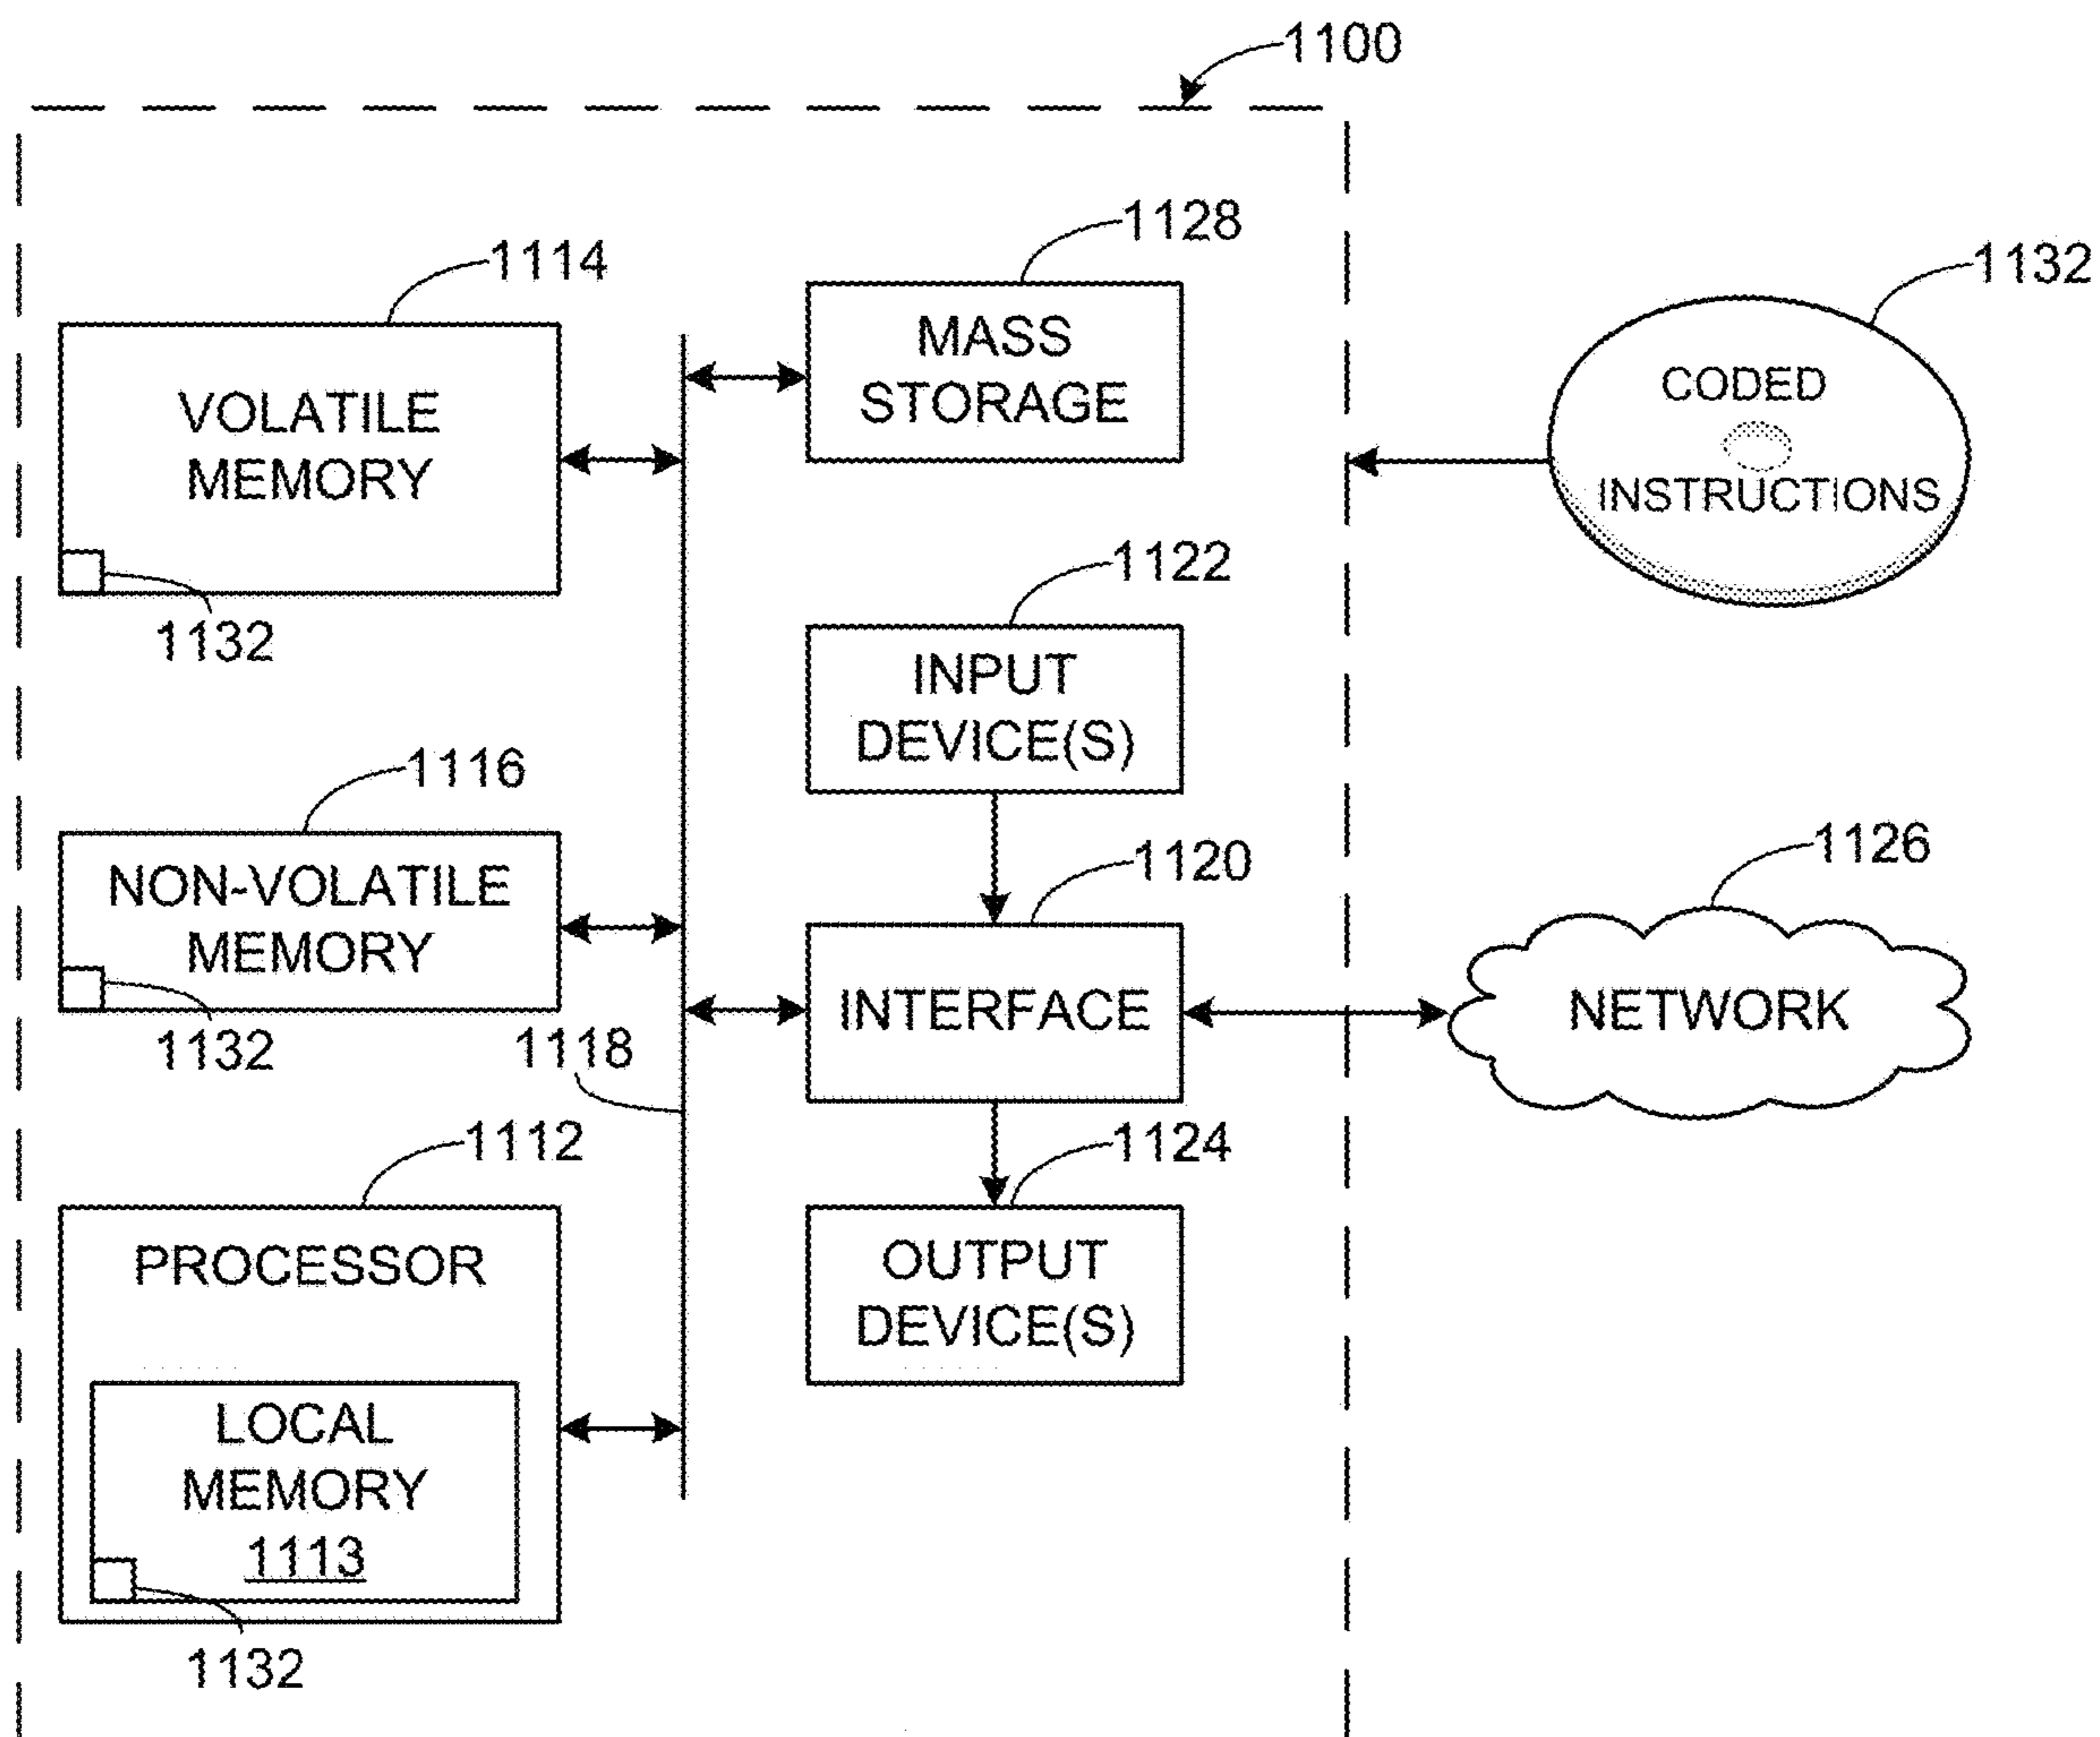 1100
1128
1114
1132
MASS
STORAGE
VOLATILE
MEMORY
CODED
INSTRUCTIONS
1132
1122
INPUT
DEVICE(S)
1116
1120
1126
NON-VOLATILE
MEMORY
INTERFACE
NETWORK
1132
1118
1112
1124
PROCESSOR
OUTPUT
DEVICE(S)
LOCAL
MEMORY
1113
1132